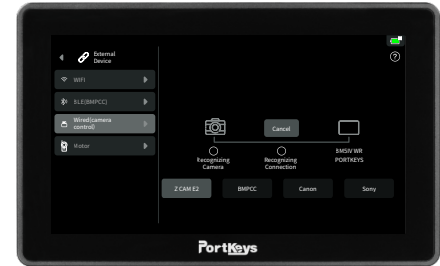 External
Device
WIFI
BLE(BMPCC)
Wired(camera
control)
Motor
Cancel
Recognizing
Camera
Recognizing
Connection
BM5IV WR
PORTKEYS
Z CAM E2
BMPCC
Canon
Sony
PortKeys